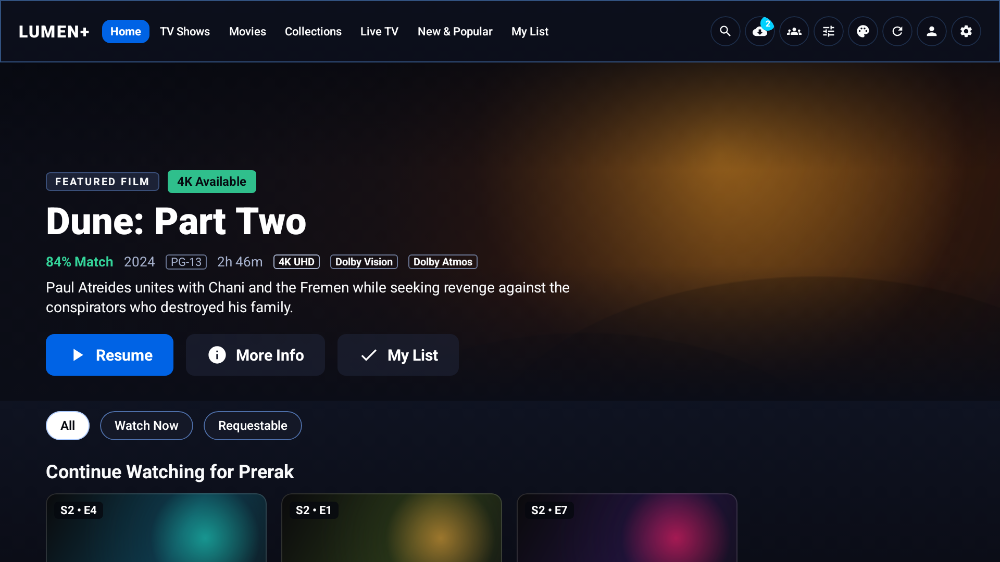 LUMEN+
Home
TV Shows
Movies
Collections
Live TV
New & Popular
My List
2
FEATURED FILM
4K Available
Dune: Part Two
84% Match 2024 PG-13 2h 46m 4K UHD Dolby Vision Dolby Atmos
Paul Atreides unites with Chani and the Fremen while seeking revenge against the
conspirators who destroyed his family.
Resume
More Info
My List
All
Watch Now
Requestable
Continue Watching for Prerak
S2 • E4
S2 • E1
S2 • E7